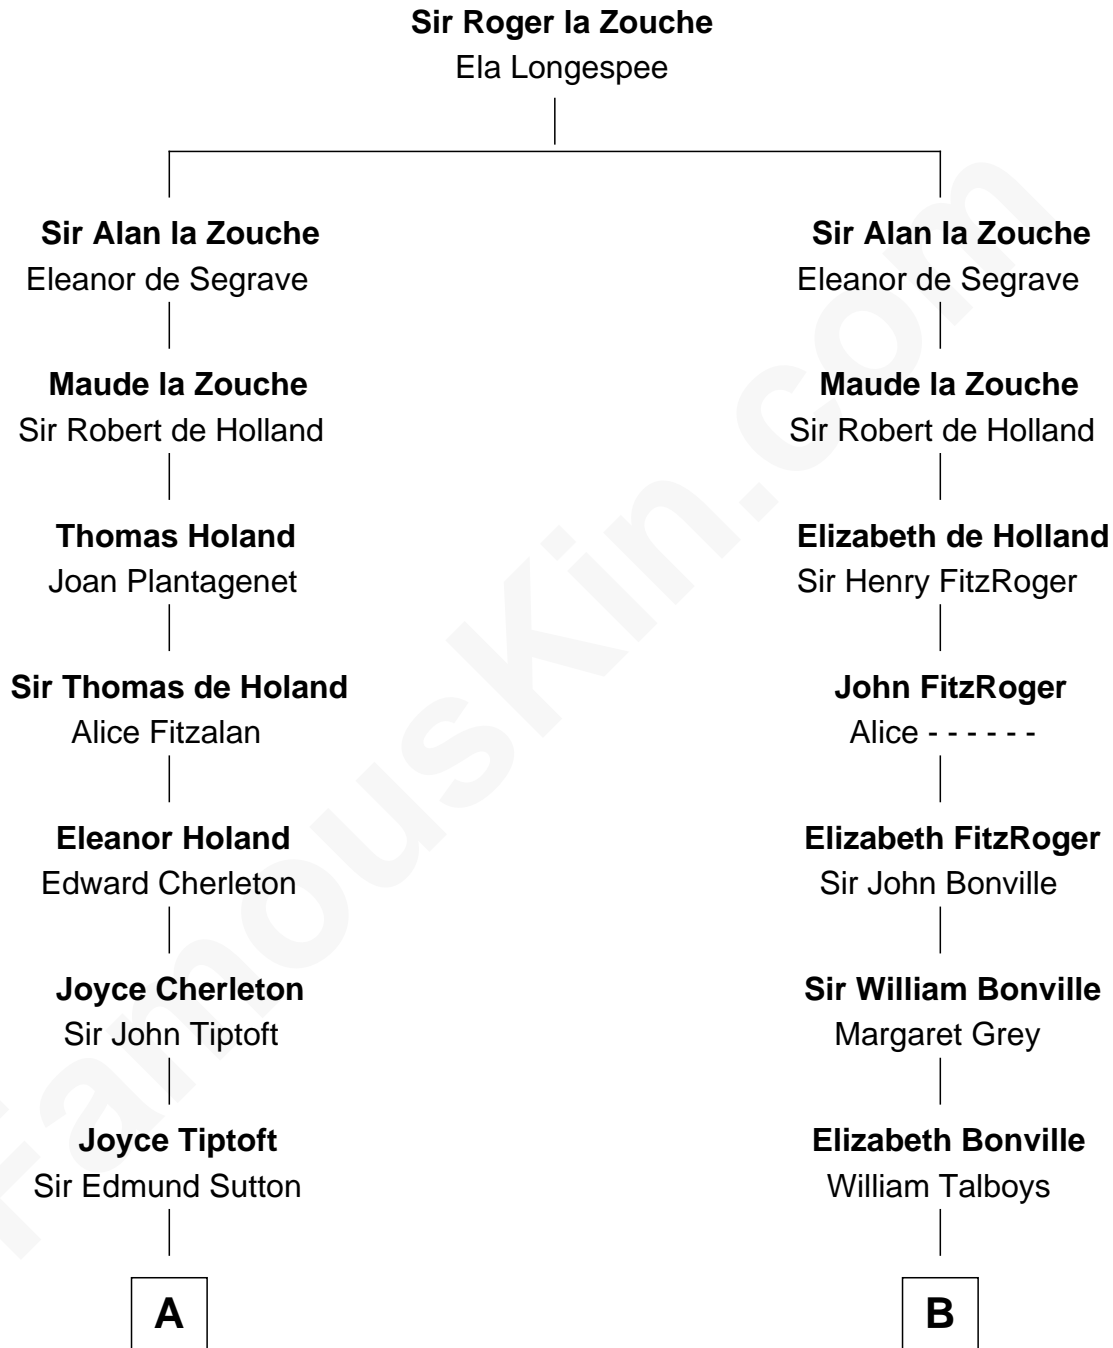 Sir Roger la Zouche
Ela Longespee
Sir Alan la Zouche
Eleanor de Segrave
Sir Alan la Zouche
Eleanor de Segrave
Maude la Zouche
Sir Robert de Holland
Maude la Zouche
Sir Robert de Holland
Thomas Holand
Joan Plantagenet
Elizabeth de Holland
Sir Henry FitzRoger
Sir Thomas de Holand
Alice Fitzalan
John FitzRoger
Alice - - - - - -
Eleanor Holand
Edward Cherleton
Elizabeth FitzRoger
Sir John Bonville
Joyce Cherleton
Sir John Tiptoft
Sir William Bonville
Margaret Grey
Joyce Tiptoft
Sir Edmund Sutton
Elizabeth Bonville
William Talboys
A
B
FamousKin.com